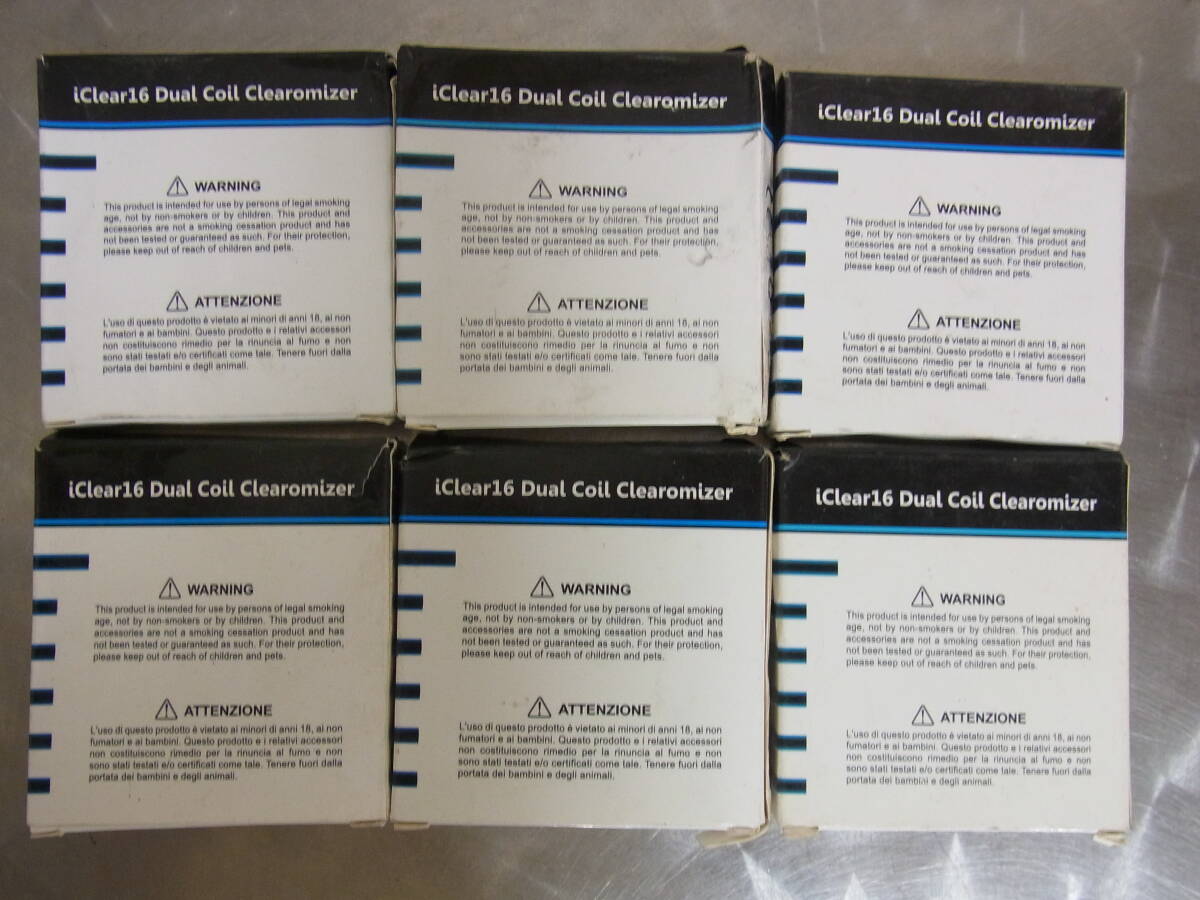 iClear16 Dual Coil Clearomizer
WARNING
This product is intended for use by persons of legal smoking
age, not by non-smokers or by children. This product and
accessories are not a smoking cessation product and has
not been tested or guaranteed as such. For their protection,
please keep out of reach of children and pets.
ATTENZIONE
L'uso di questo prodotto è vietato ai minori di anni 18, ai non
fumatori e ai bambini. Questo prodotto e i relativi accessori
non costituiscono rimedio per la rinuncia al fumo e non
sono stati testati e/o certificati come tale. Tenere fuori dalla
portata dei bambini e degli animali.
iClear16 Dual Coil Clearomizer
WARNING
This product is intended for use by persons of legal smoking
age, not by non-smokers or by children. This product and
accessories are not a smoking cessation product and has
not been tested or guaranteed as such. For their protection,
please keep out of reach of children and pets.
ATTENZIONE
L'uso di questo prodotto è vietato ai minori di anni 18, ai non
fumatori e ai bambini. Questo prodotto e i relativi accessori
non costituiscono rimedio per la rinuncia al fumo e non
sono stati testati e/o certificati come tale. Tenere fuori dalla
portata dei bambini e degli animali.
iClear16 Dual Coil Clearomizer
WARNING
This product is intended for use by persons of legal smoking
age, not by non-smokers or by children. This product and
accessories are not a smoking cessation product and has
not been tested or guaranteed as such. For their protection,
please keep out of reach of children and pets.
ATTENZIONE
L'uso di questo prodotto è vietato ai minori di anni 18, ai non
fumatori e ai bambini. Questo prodotto e i relativi accessori
non costituiscono rimedio per la rinuncia al fumo e non
sono stati testati e/o certificati come tale. Tenere fuori dalla
portata dei bambini e degli animali.
iClear16 Dual Coil Clearomizer
WARNING
This product is intended for use by persons of legal smoking
age, not by non-smokers or by children. This product and
accessories are not a smoking cessation product and has
not been tested or guaranteed as such. For their protection,
please keep out of reach of children and pets.
ATTENZIONE
L'uso di questo prodotto è vietato ai minori di anni 18, ai non
fumatori e ai bambini. Questo prodotto e i relativi accessori
non costituiscono rimedio per la rinuncia al fumo e non
sono stati testati e/o certificati come tale. Tenere fuori dalla
portata dei bambini e degli animali.
iClear16 Dual Coil Clearomizer
WARNING
This product is intended for use by persons of legal smoking
age, not by non-smokers or by children. This product and
accessories are not a smoking cessation product and has
not been tested or guaranteed as such. For their protection,
please keep out of reach of children and pets.
ATTENZIONE
L'uso di questo prodotto è vietato ai minori di anni 18, ai non
fumatori e ai bambini. Questo prodotto e i relativi accessori
non costituiscono rimedio per la rinuncia al fumo e non
sono stati testati e/o certificati come tale. Tenere fuori dalla
portata dei bambini e degli animali.
iClear16 Dual Coil Clearomizer
WARNING
This product is intended for use by persons of legal smoking
age, not by non-smokers or by children. This product and
accessories are not a smoking cessation product and has
not been tested or guaranteed as such. For their protection,
please keep out of reach of children and pets.
ATTENZIONE
L'uso di questo prodotto è vietato ai minori di anni 18, ai non
fumatori e ai bambini. Questo prodotto e i relativi accessori
non costituiscono rimedio per la rinuncia al fumo e non
sono stati testati e/o certificati come tale. Tenere fuori dalla
portata dei bambini e degli animali.